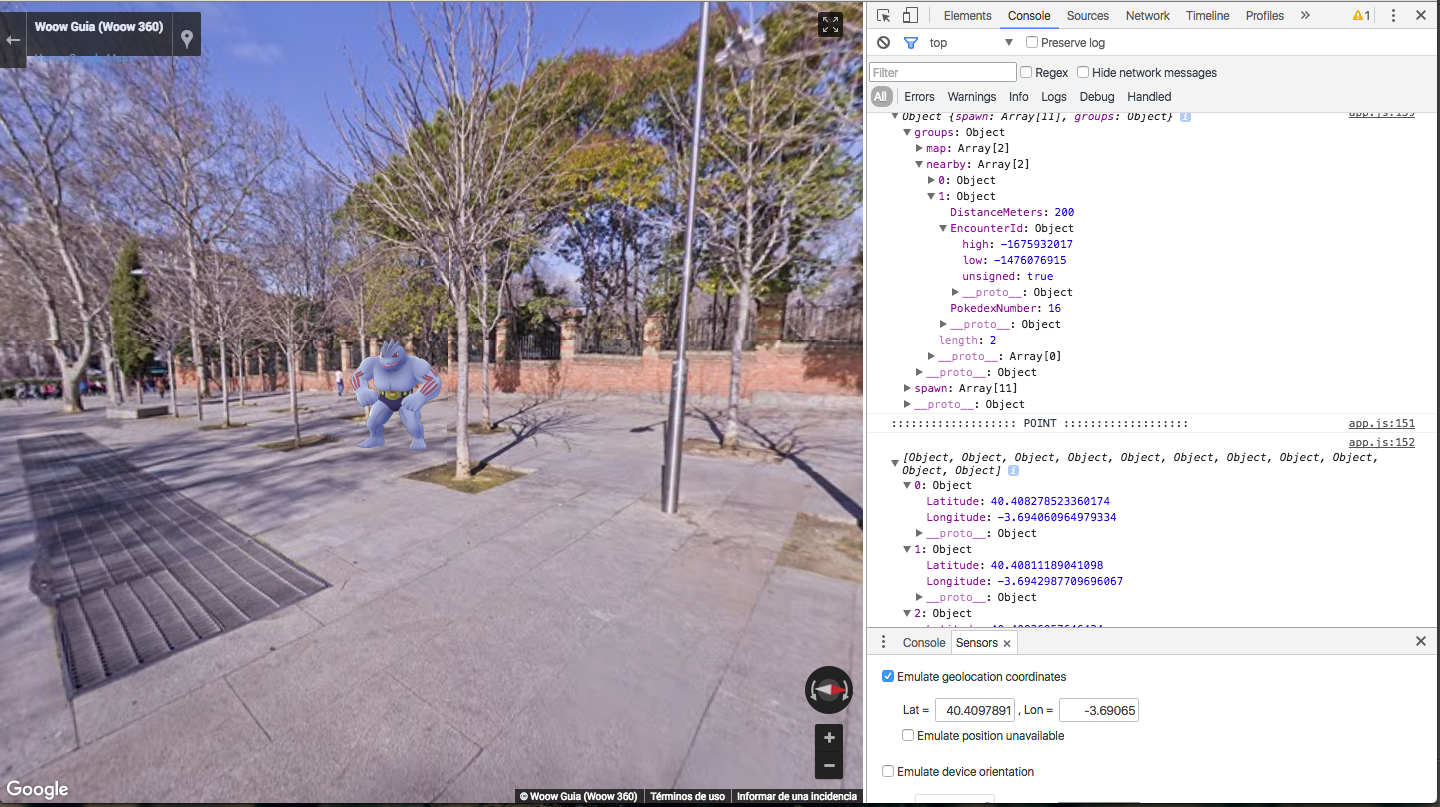 Woow Guia (Woow 360)
Google
© Woow Guia (Woow 360) Términos de uso Informar de una incidencia
Elements Console Sources Network Timeline Profiles » 1
top Preserve log
Filter Regex Hide network messages
All Errors Warnings Info Logs Debug Handled
Object {spawn: Array[11], groups: Object}
groups: Object
map: Array[2]
nearby: Array[2]
0: Object
1: Object
DistanceMeters: 200
EncounterId: Object
high: -1675932017
low: -1476076915
unsigned: true
__proto__: Object
PokedexNumber: 16
__proto__: Object
length: 2
__proto__: Array[0]
__proto__: Object
spawn: Array[11]
__proto__: Object
::::::::::::::::::: POINT ::::::::::::::::::: app.js:151
app.js:152
[Object, Object, Object, Object, Object, Object, Object, Object, Object,
Object, Object]
0: Object
Latitude: 40.408278523360174
Longitude: -3.694060964979334
__proto__: Object
1: Object
Latitude: 40.40811189041098
Longitude: -3.6942987709696067
__proto__: Object
2: Object
Console Sensors ×
Emulate geolocation coordinates
Lat = 40.4097891 , Lon = -3.69065
Emulate position unavailable
Emulate device orientation